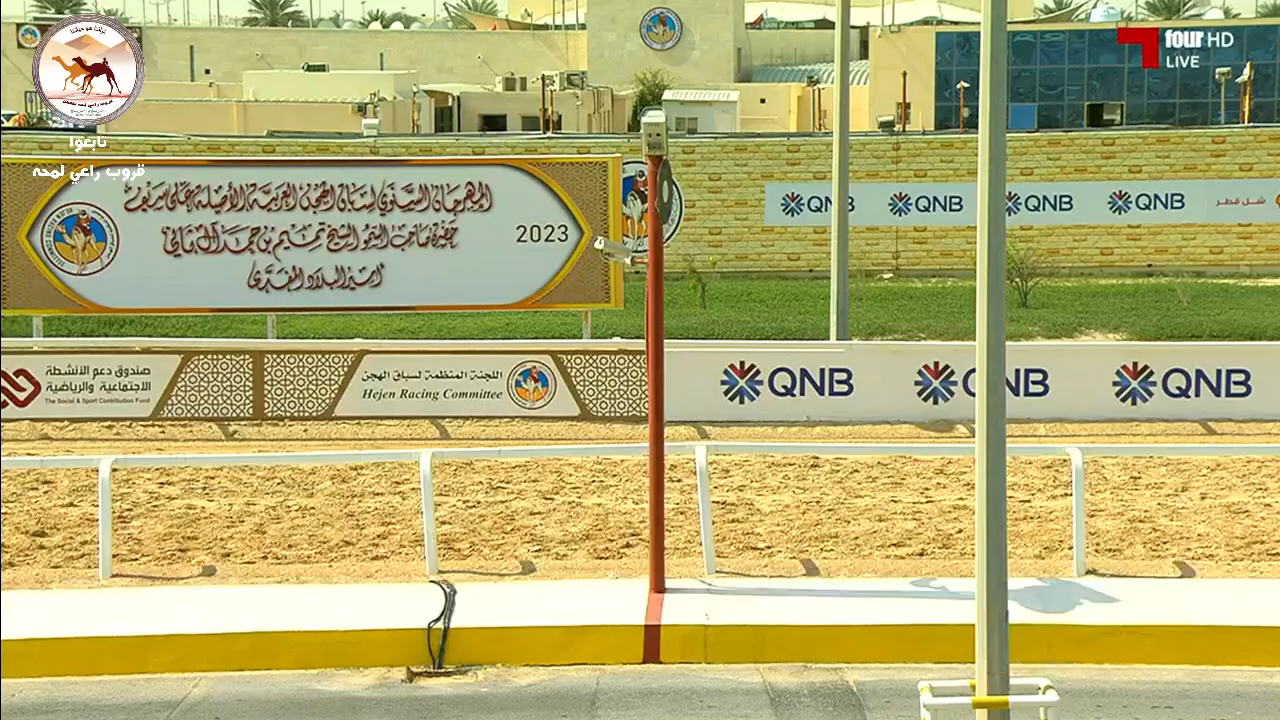 four HD
LIVE
تابعوا
قروب راعي لمحه
المهرجان السنوي لسباق الهجن العربية الأصيلة على سيف
حضرة صاحب السمو الشيخ تميم بن حمد آل ثاني
أمير البلاد المفدى
2023
QNB
QNB
QNB
QNB
شل قطر
صندوق دعم الأنشطة
الاجتماعية والرياضية
The Social & Sport Contribution Fund
اللجنة المنظمة لسباق الهجن
Hejen Racing Committee
QNB
QNB
QNB